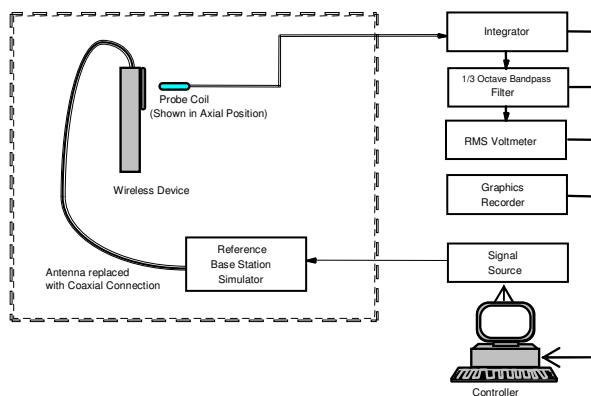 Integrator
1/3 Octave Bandpass
Filter
RMS Voltmeter
Graphics
Recorder
Signal
Source
Controller
Probe Coil
(Shown in Axial Position)
Wireless Device
Antenna replaced
with Coaxial Connection
Reference
Base Station
Simulator